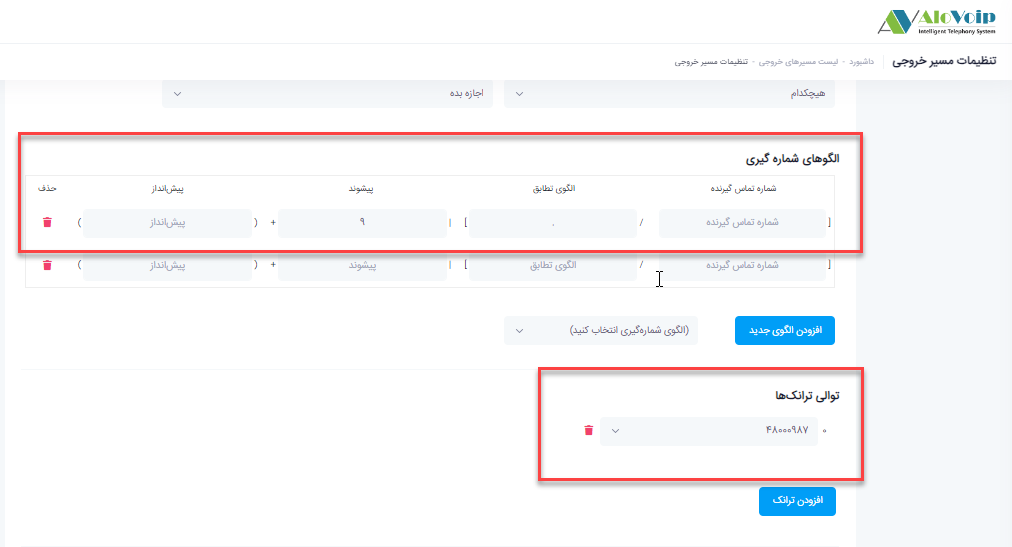 AloVoip
Intelligent Telephony System
تنظیمات مسیر خروجی | داشبورد - لیست مسیرهای خروجی - تنظیمات مسیر خروجی
هیچکدام اجازه بده
الگوهای شماره گیری
شماره تماس گیرنده الگوی تطابق پیشوند پیش‌انداز حذف
[ شماره تماس گیرنده / . ] | ۹ + ( پیش‌انداز )
[ شماره تماس گیرنده / الگوی تطابق ] | پیشوند + ( پیش‌انداز )
افزودن الگوی جدید (الگوی شماره‌گیری انتخاب کنید)
توالی ترانک‌ها
۰ ۴۸۰۰۰۹۸۷
افزودن ترانک